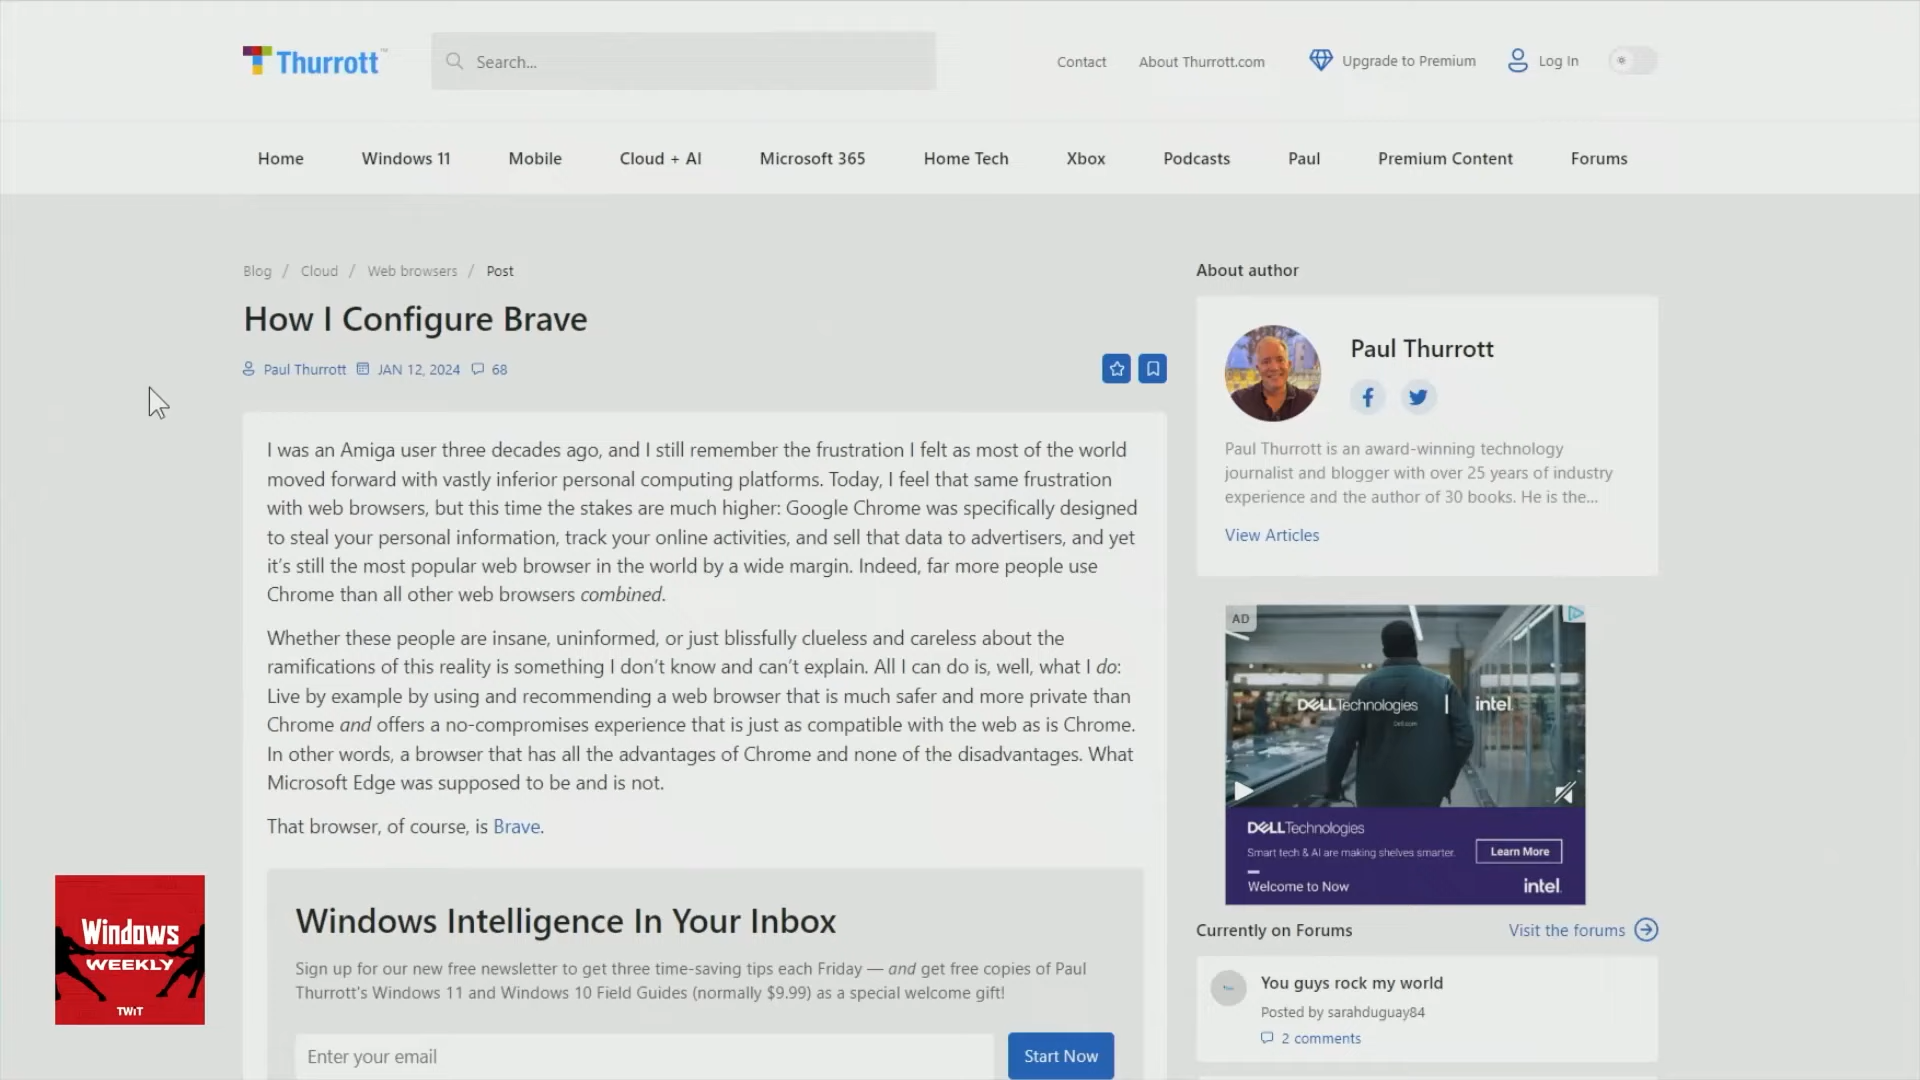 Thurrott™
Search...
Contact
About Thurrott.com
Upgrade to Premium
Log In
Home
Windows 11
Mobile
Cloud + AI
Microsoft 365
Home Tech
Xbox
Podcasts
Paul
Premium Content
Forums
Blog / Cloud / Web browsers / Post
How I Configure Brave
Paul Thurrott JAN 12, 2024 68
I was an Amiga user three decades ago, and I still remember the frustration I felt as most of the world
moved forward with vastly inferior personal computing platforms. Today, I feel that same frustration
with web browsers, but this time the stakes are much higher: Google Chrome was specifically designed
to steal your personal information, track your online activities, and sell that data to advertisers, and yet
it’s still the most popular web browser in the world by a wide margin. Indeed, far more people use
Chrome than all other web browsers combined.
Whether these people are insane, uninformed, or just blissfully clueless and careless about the
ramifications of this reality is something I don’t know and can’t explain. All I can do is, well, what I do:
Live by example by using and recommending a web browser that is much safer and more private than
Chrome and offers a no-compromises experience that is just as compatible with the web as is Chrome.
In other words, a browser that has all the advantages of Chrome and none of the disadvantages. What
Microsoft Edge was supposed to be and is not.
That browser, of course, is Brave.
Windows Intelligence In Your Inbox
Sign up for our new free newsletter to get three time-saving tips each Friday — and get free copies of Paul
Thurrott's Windows 11 and Windows 10 Field Guides (normally $9.99) as a special welcome gift!
Enter your email
Start Now
About author
Paul Thurrott
Paul Thurrott is an award-winning technology
journalist and blogger with over 25 years of industry
experience and the author of 30 books. He is the...
View Articles
AD
DELLTechnologies | intel.
Dell.com
DELLTechnologies
Smart tech & AI are making shelves smarter.
Learn More
Welcome to Now
intel.
Currently on Forums
Visit the forums
You guys rock my world
Posted by sarahduguay84
2 comments
Windows
WEEKLY
TWiT